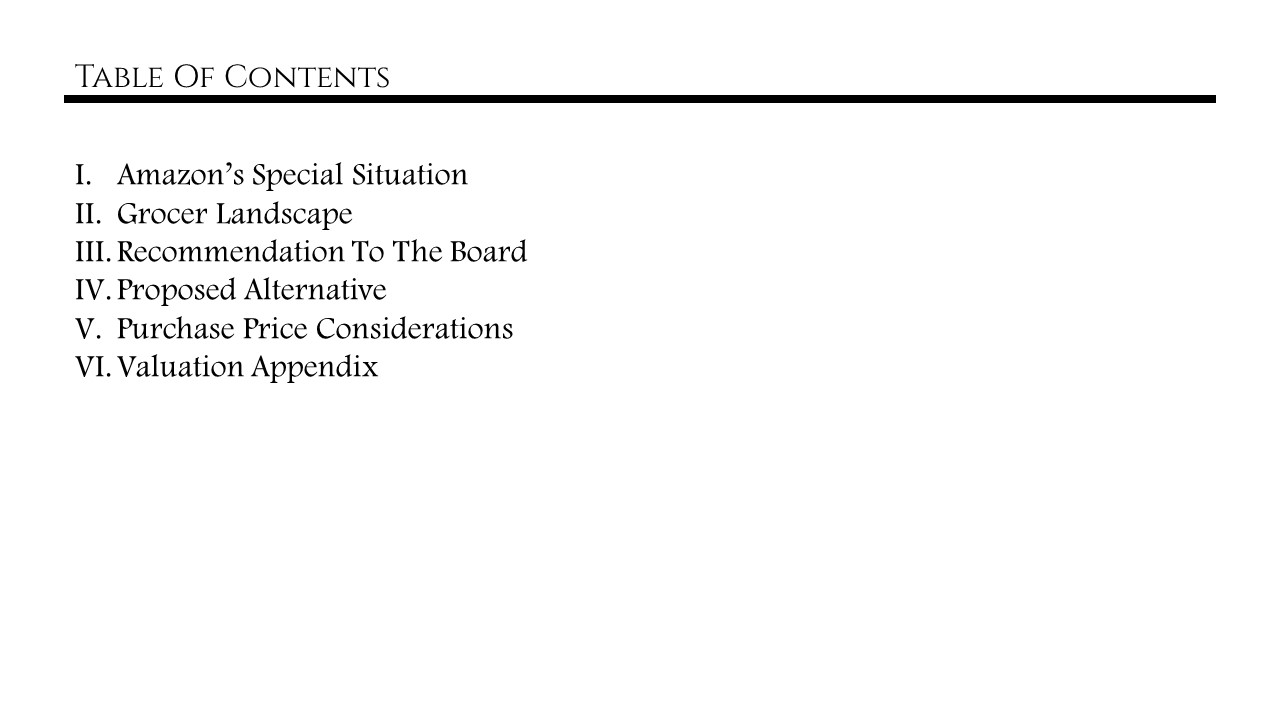 Table Of Contents
I. Amazon’s Special Situation
II. Grocer Landscape
III. Recommendation To The Board
IV. Proposed Alternative
V. Purchase Price Considerations
VI. Valuation Appendix